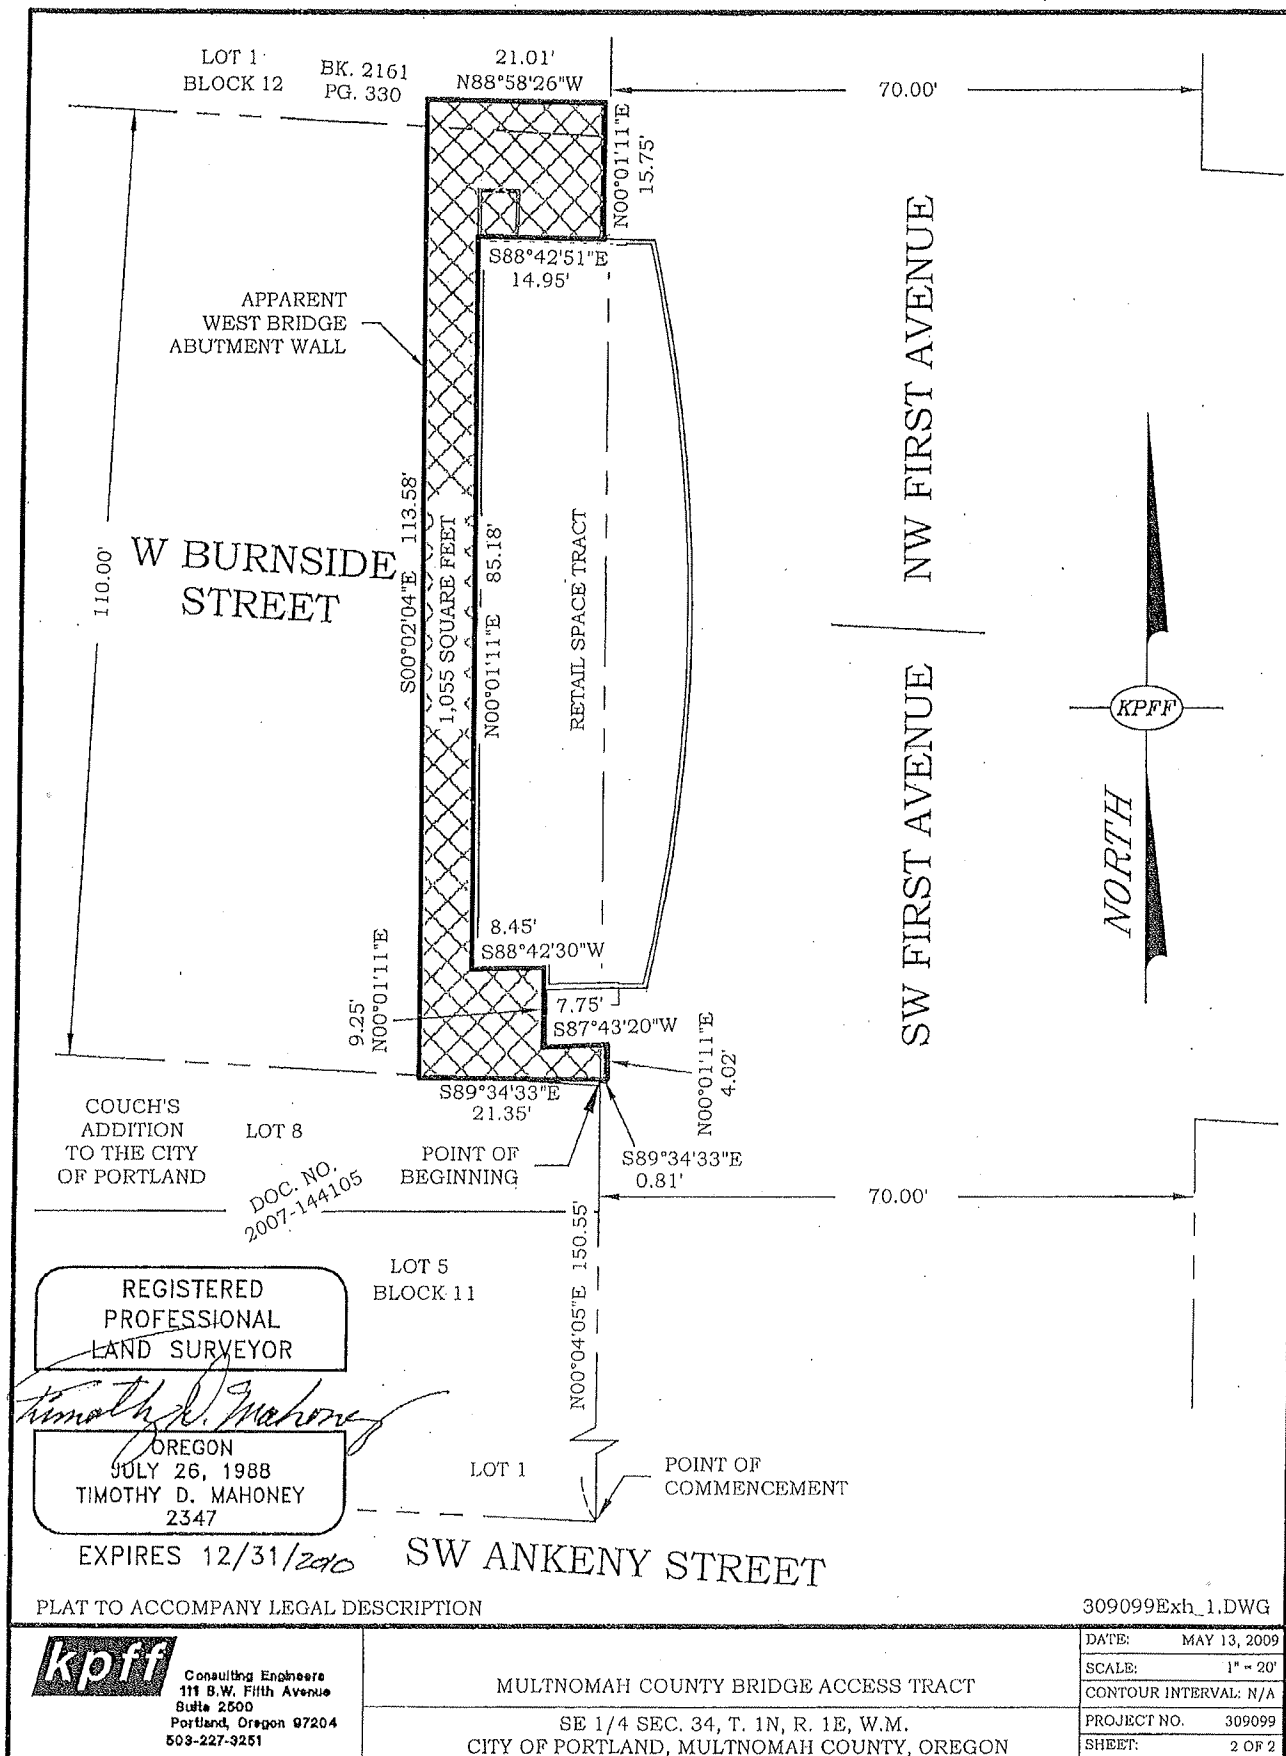 LOT 1
BLOCK 12
BK. 2161
PG. 330
21.01'
N88°58'26"W
70.00'
N00°01'11"E
15.75'
S88°42'51"E
14.95'
APPARENT
WEST BRIDGE
ABUTMENT WALL
NW FIRST AVENUE
110.00'
W BURNSIDE
STREET
S00°02'04"E 113.58'
1,055 SQUARE FEET
N00°01'11"E 85.18'
RETAIL SPACE TRACT
SW FIRST AVENUE
KPFF
NORTH
8.45'
S88°42'30"W
9.25'
N00°01'11"E
7.75'
S87°43'20"W
N00°01'11"E
4.02'
S89°34'33"E
21.35'
COUCH'S
ADDITION
TO THE CITY
OF PORTLAND
LOT 8
DOC. NO.
2007-144105
POINT OF
BEGINNING
S89°34'33"E
0.81'
70.00'
N00°04'05"E 150.55'
LOT 5
BLOCK 11
REGISTERED
PROFESSIONAL
LAND SURVEYOR
Timothy D. Mahoney
OREGON
JULY 26, 1988
TIMOTHY D. MAHONEY
2347
EXPIRES 12/31/2010
LOT 1
POINT OF
COMMENCEMENT
SW ANKENY STREET
PLAT TO ACCOMPANY LEGAL DESCRIPTION
309099Exh_1.DWG
kpff
Consulting Engineers
111 S.W. Fifth Avenue
Suite 2500
Portland, Oregon 97204
503-227-3251
MULTNOMAH COUNTY BRIDGE ACCESS TRACT
SE 1/4 SEC. 34, T. 1N, R. 1E, W.M.
CITY OF PORTLAND, MULTNOMAH COUNTY, OREGON
DATE: MAY 13, 2009
SCALE: 1" = 20'
CONTOUR INTERVAL: N/A
PROJECT NO. 309099
SHEET: 2 OF 2